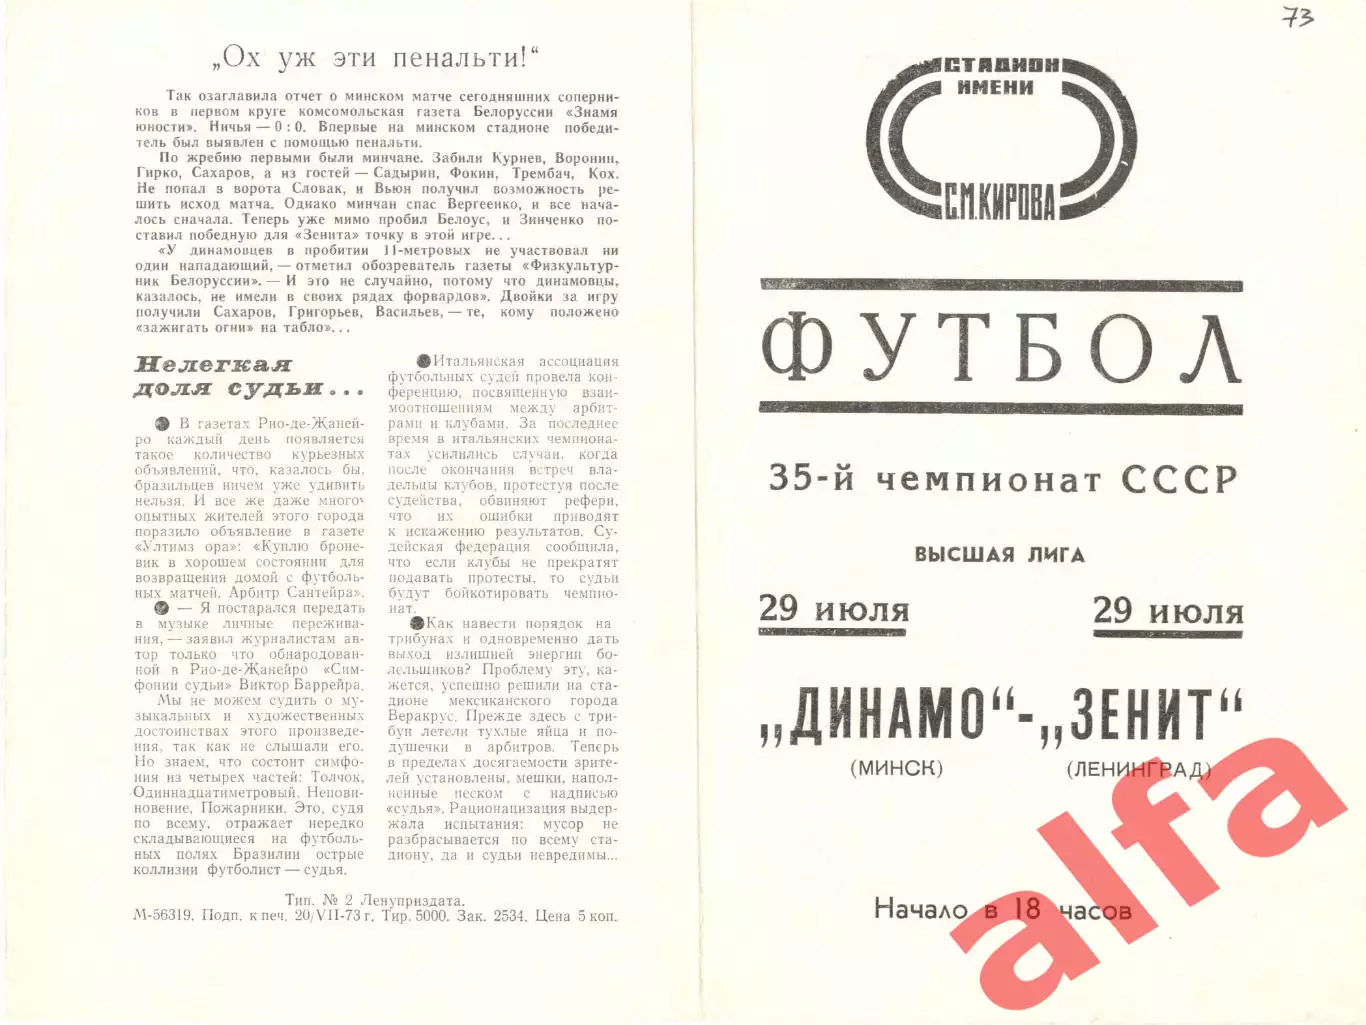 „Ох уж эти пенальти!“
Так озаглавила отчет о минском матче сегодняшних соперни-
ков в первом круге комсомольская газета Белоруссии «Знамя
юности». Ничья — 0 : 0. Впервые на минском стадионе победи-
тель был выявлен с помощью пенальти.
По жребию первыми были минчане. Забили Курнев, Воронин,
Гирко, Сахаров, а из гостей — Садырин, Фокин, Трембач, Кох.
Не попал в ворота Словак, и Вьюн получил возможность ре-
шить исход матча. Однако минчан спас Вергеенко, и все нача-
лось сначала. Теперь уже мимо пробил Белоус, и Зинченко по-
ставил победную для «Зенита» точку в этой игре...
«У динамовцев в пробитии 11-метровых не участвовал ни
один нападающий, — отметил обозреватель газеты «Физкультур-
ник Белоруссии». — И это не случайно, потому что динамовцы,
казалось, не имели в своих рядах форвардов». Двойки за игру
получили Сахаров, Григорьев, Васильев, — те, кому положено
«зажигать огни» на табло»...
Нелегкая
доля судьи...
В газетах Рио-де-Жаней-
ро каждый день появляется
такое количество курьезных
объявлений, что, казалось бы,
бразильцев ничем уже удивить
нельзя. И все же даже много-
опытных жителей этого города
поразило объявление в газете
«Ултимз ора»: «Куплю броне-
вик в хорошем состоянии для
возвращения домой с футболь-
ных матчей. Арбитр Сантейра».
— Я постарался передать
в музыке личные пережива-
ния, — заявил журналистам ав-
тор только что обнародован-
ной в Рио-де-Жанейро «Сим-
фонии судьи» Виктор Баррейра.
Мы не можем судить о му-
зыкальных и художественных
достоинствах этого произведе-
ния, так как не слышали его.
Но знаем, что состоит симфо-
ния из четырех частей: Толчок,
Одиннадцатиметровый, Непови-
новение, Пожарники. Это, судя
по всему, отражает нередко
складывающиеся на футболь-
ных полях Бразилии острые
коллизии футболист — судья.
Итальянская ассоциация
футбольных судей провела кон-
ференцию, посвященную взаи-
моотношениям между арбит-
рами и клубами. За последнее
время в итальянских чемпиона-
тах усилились случаи, когда
после окончания встреч вла-
дельцы клубов, протестуя после
судейства, обвиняют рефери,
что их ошибки приводят
к искажению результатов. Су-
дейская федерация сообщила,
что если клубы не прекратят
подавать протесты, то судьи
будут бойкотировать чемпио-
нат.
Как навести порядок на
трибунах и одновременно дать
выход излишней энергии бо-
лельщиков? Проблему эту, ка-
жется, успешно решили на ста-
дионе мексиканского города
Веракрус. Прежде здесь с три-
бун летели тухлые яйца и по-
душечки в арбитров. Теперь
в пределах досягаемости зрите-
лей установлены, мешки, напол-
ненные песком с надписью
«судья». Рационацизация выдер-
жала испытания: мусор не
разбрасывается по всему ста-
диону, да и судьи невредимы...
Тип. № 2 Ленуприздата.
М-56319. Подп. к печ. 20/VII-73 г. Тир. 5000. Зак. 2534. Цена 5 коп.
73
СТАДИОН
ИМЕНИ
С.М.КИРОВА
ФУТБОЛ
35-й чемпионат СССР
ВЫСШАЯ ЛИГА
29 июля 29 июля
„ДИНАМО“-„ЗЕНИТ“
(МИНСК) (ЛЕНИНГРАД)
Начало в 18 часов
alfa